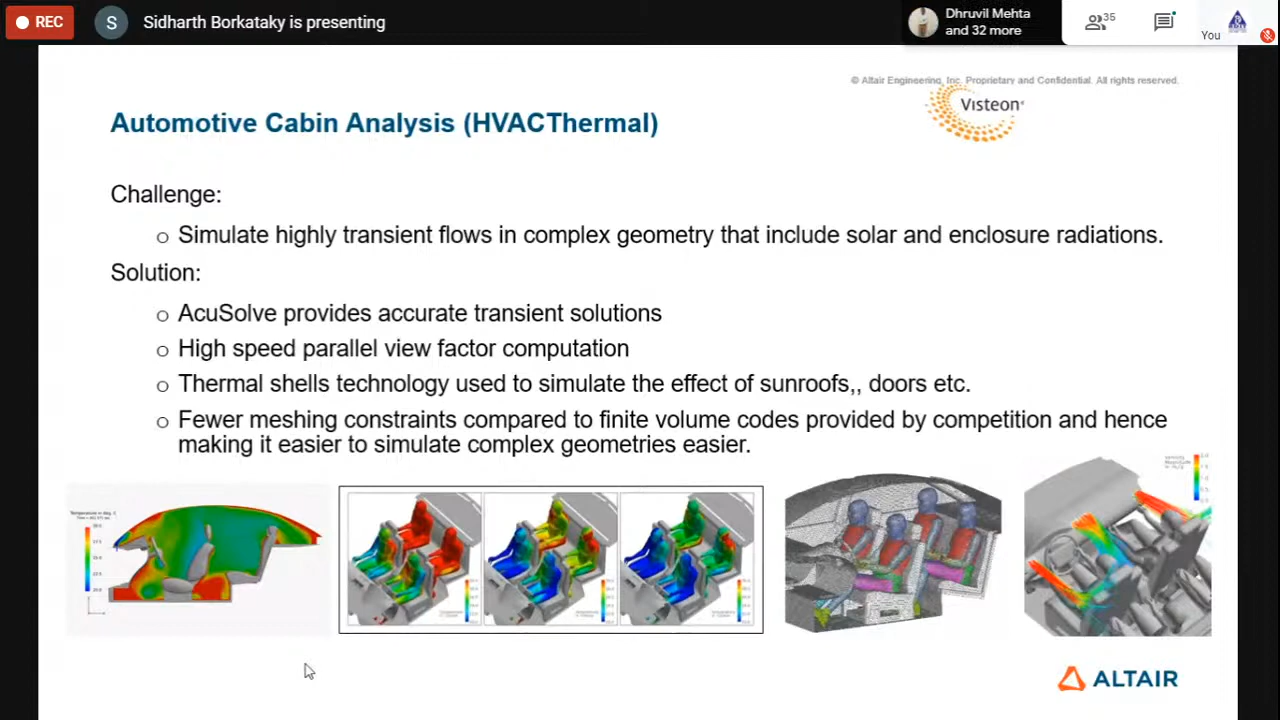 REC
S
Sidharth Borkataky is presenting
Dhruvil Mehta
and 32 more
35
You
© Altair Engineering, Inc. Proprietary and Confidential. All rights reserved.
Visteon®
Automotive Cabin Analysis (HVACThermal)
Challenge:
o Simulate highly transient flows in complex geometry that include solar and enclosure radiations.
Solution:
o AcuSolve provides accurate transient solutions
o High speed parallel view factor computation
o Thermal shells technology used to simulate the effect of sunroofs,, doors etc.
o Fewer meshing constraints compared to finite volume codes provided by competition and hence
making it easier to simulate complex geometries easier.
ALTAIR